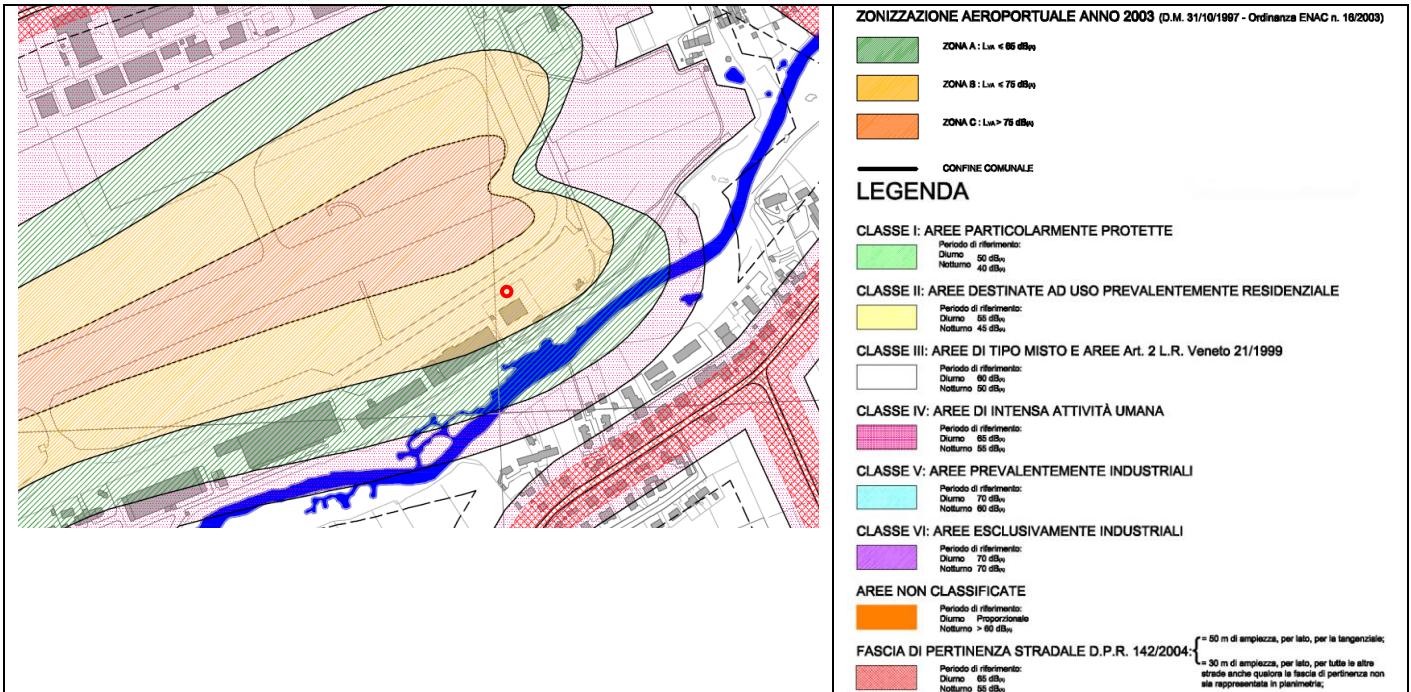 ZONIZZAZIONE AEROPORTUALE ANNO 2003 (D.M. 31/10/1997 - Ordinanza ENAC n. 16/2003)
ZONA A : LVA ≤ 65 dB(A)
ZONA B : LVA ≤ 75 dB(A)
ZONA C : LVA > 75 dB(A)
CONFINE COMUNALE
LEGENDA
CLASSE I: AREE PARTICOLARMENTE PROTETTE
Periodo di riferimento:
Diurno 50 dB(A)
Notturno 40 dB(A)
CLASSE II: AREE DESTINATE AD USO PREVALENTEMENTE RESIDENZIALE
Periodo di riferimento:
Diurno 55 dB(A)
Notturno 45 dB(A)
CLASSE III: AREE DI TIPO MISTO E AREE Art. 2 L.R. Veneto 21/1999
Periodo di riferimento:
Diurno 60 dB(A)
Notturno 50 dB(A)
CLASSE IV: AREE DI INTENSA ATTIVITÀ UMANA
Periodo di riferimento:
Diurno 65 dB(A)
Notturno 55 dB(A)
CLASSE V: AREE PREVALENTEMENTE INDUSTRIALI
Periodo di riferimento:
Diurno 70 dB(A)
Notturno 60 dB(A)
CLASSE VI: AREE ESCLUSIVAMENTE INDUSTRIALI
Periodo di riferimento:
Diurno 70 dB(A)
Notturno 70 dB(A)
AREE NON CLASSIFICATE
Periodo di riferimento:
Diurno Proporzionale
Notturno > 60 dB(A)
FASCIA DI PERTINENZA STRADALE D.P.R. 142/2004:
= 50 m di ampiezza, per lato, per la tangenziale;
= 30 m di ampiezza, per lato, per tutte le altre
strade anche qualora la fascia di pertinenza non
sia rappresentata in planimetria;
Periodo di riferimento:
Diurno 65 dB(A)
Notturno 55 dB(A)